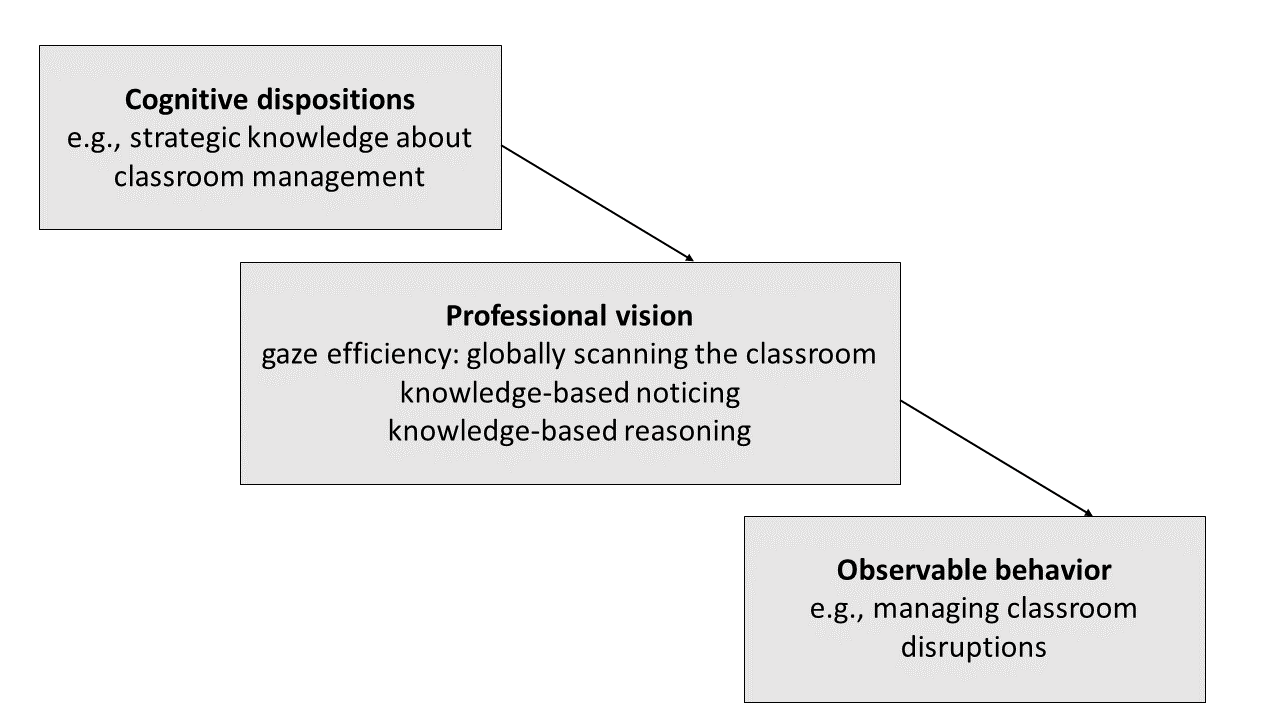 Cognitive dispositions
e.g., strategic knowledge about
classroom management
Professional vision
gaze efficiency: globally scanning the classroom
knowledge-based noticing
knowledge-based reasoning
Observable behavior
e.g., managing classroom
disruptions